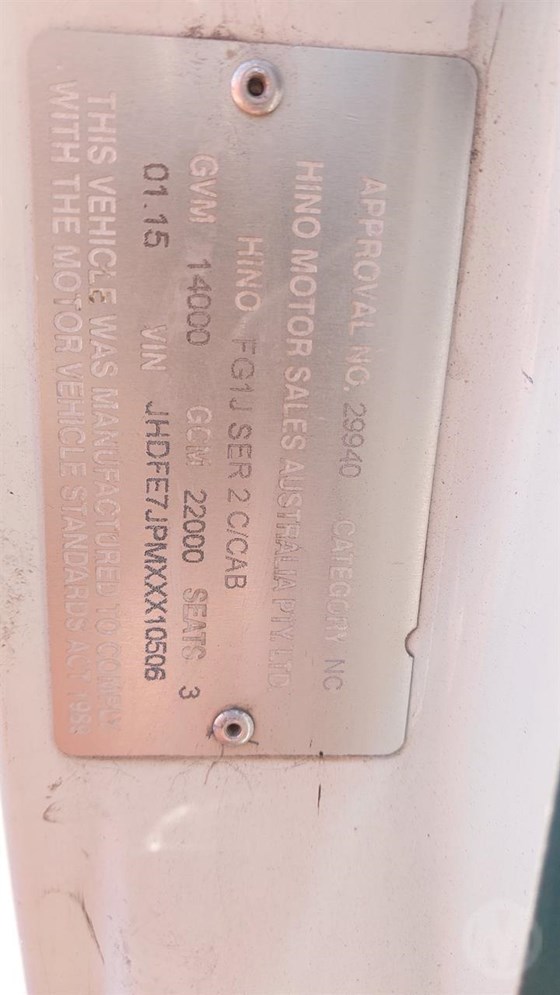 APPROVAL NO. 29940 CATEGORY NC
HINO MOTOR SALES AUSTRALIA PTY LTD
HINO FG1J SER 2 C/CAB
GVM 14000 GCM 22000 SEATS 3
01.15 VIN JHDFE7JPMXXX10506
THIS VEHICLE WAS MANUFACTURED TO COMPLY
WITH THE MOTOR VEHICLE STANDARDS ACT 1989